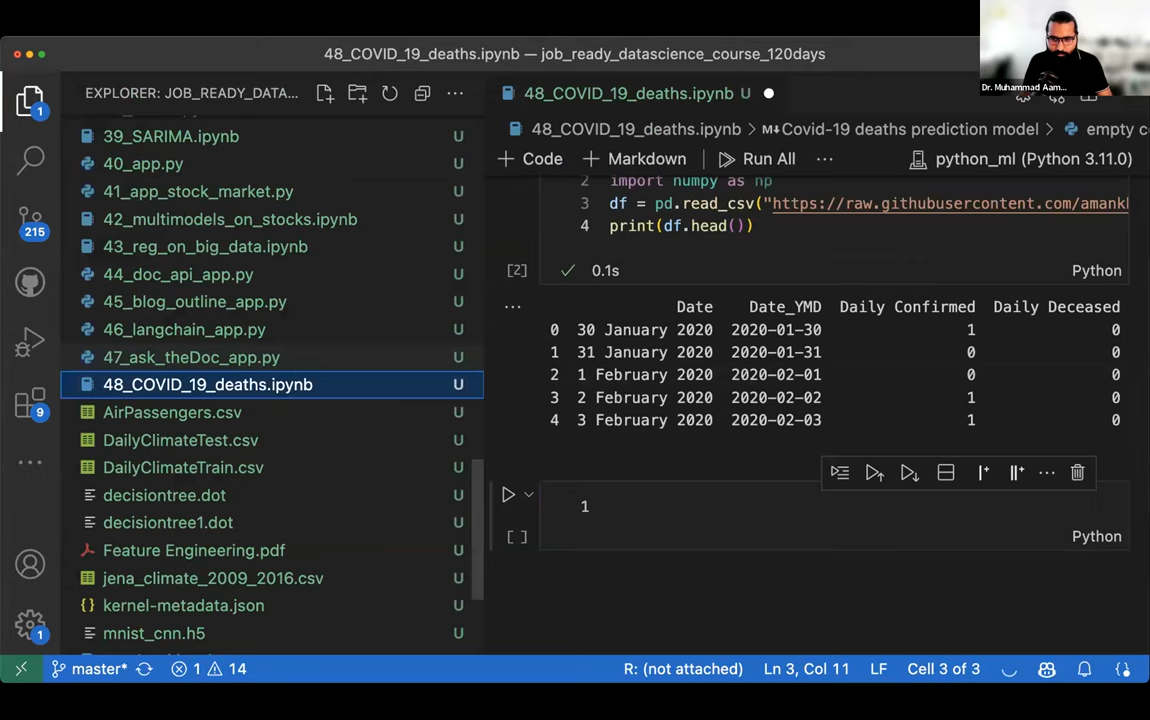 48_COVID_19_deaths.ipynb — job_ready_datascience_course_120days
Dr. Muhammad Aam...
1
EXPLORER: JOB_READY_DATA...
39_SARIMA.ipynb U
40_app.py U
41_app_stock_market.py U
42_multimodels_on_stocks.ipynb U
43_reg_on_big_data.ipynb U
44_doc_api_app.py U
45_blog_outline_app.py U
46_langchain_app.py U
47_ask_theDoc_app.py U
48_COVID_19_deaths.ipynb U
AirPassengers.csv U
DailyClimateTest.csv U
DailyClimateTrain.csv U
decisiontree.dot U
decisiontree1.dot U
Feature Engineering.pdf U
jena_climate_2009_2016.csv U
kernel-metadata.json U
mnist_cnn.h5 U
215
9
1
48_COVID_19_deaths.ipynb U
48_COVID_19_deaths.ipynb > M↓Covid-19 deaths prediction model > empty c
+ Code + Markdown Run All ... python_ml (Python 3.11.0)
2 import numpy as np
3 df = pd.read_csv("https://raw.githubusercontent.com/amank
4 print(df.head())
[2] ✓ 0.1s Python
... Date Date_YMD Daily Confirmed Daily Deceased
0 30 January 2020 2020-01-30 1 0
1 31 January 2020 2020-01-31 0 0
2 1 February 2020 2020-02-01 0 0
3 2 February 2020 2020-02-02 1 0
4 3 February 2020 2020-02-03 1 0
1
[ ] Python
master* 1 14 R: (not attached) Ln 3, Col 11 LF Cell 3 of 3